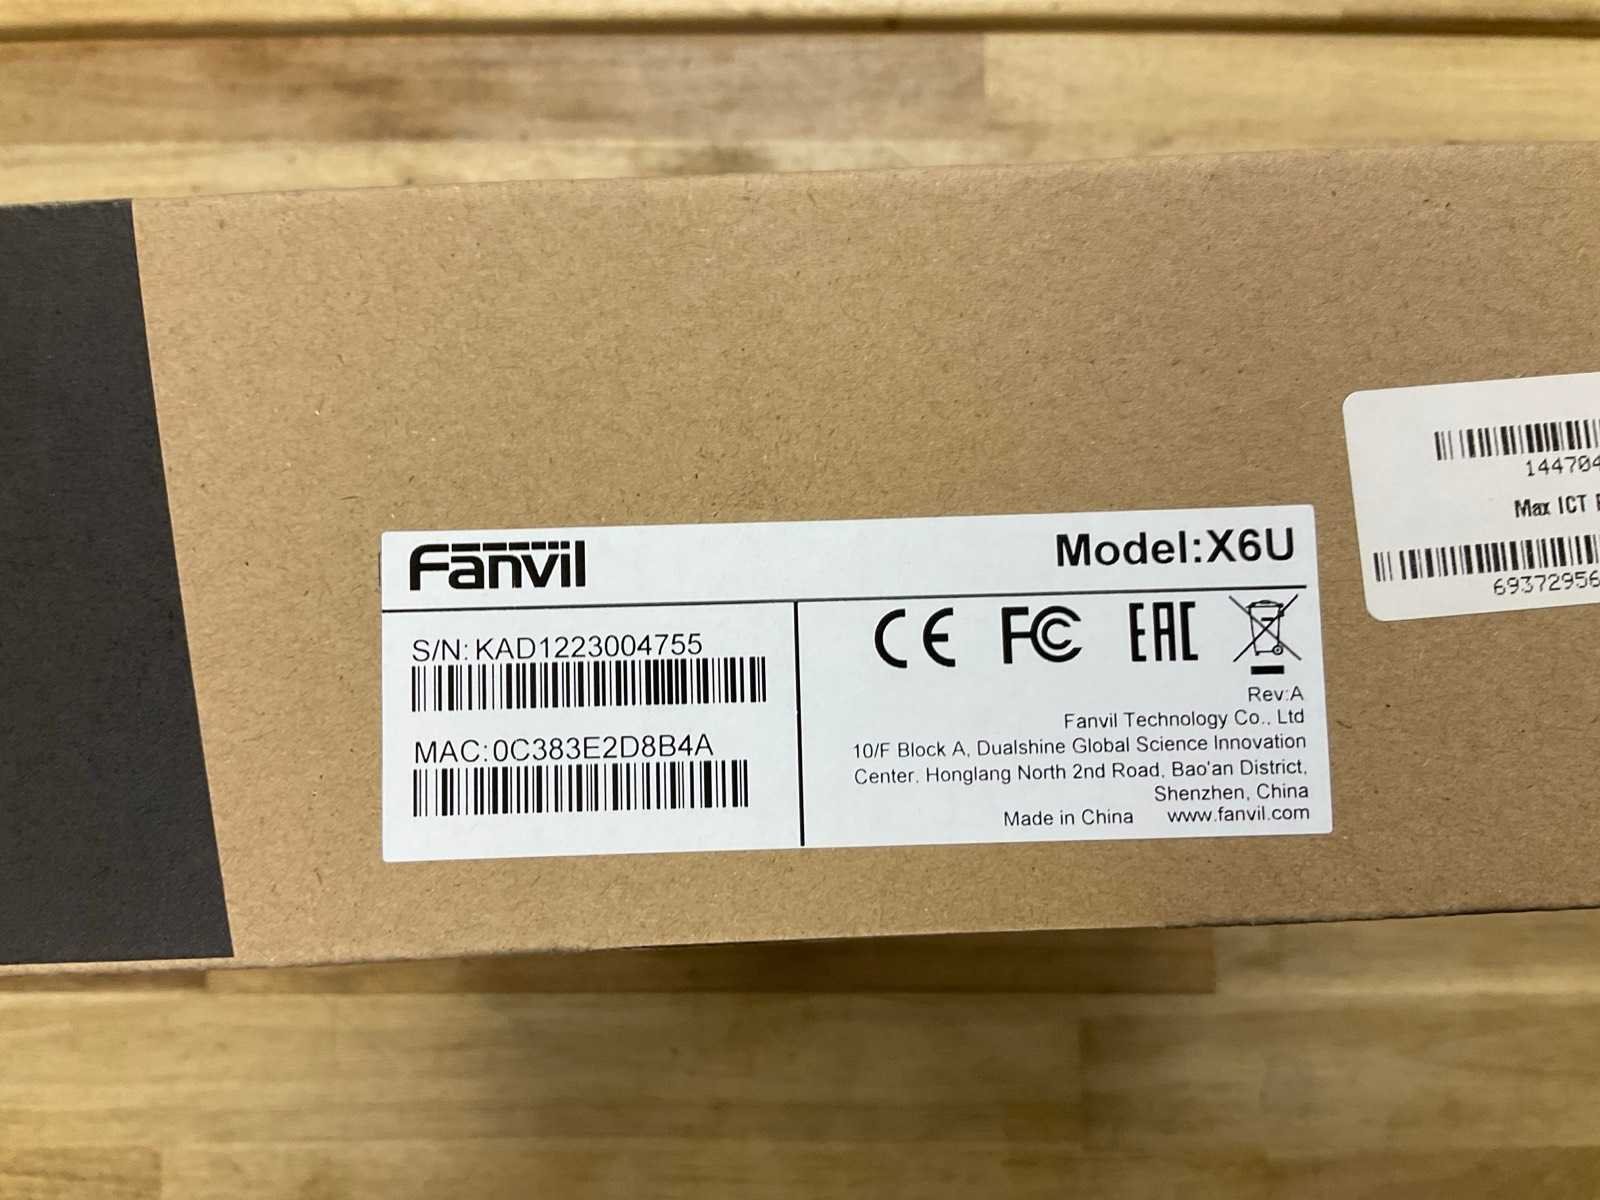 Fanvil
Model:X6U
S/N: KAD1223004755
MAC:0C383E2D8B4A
CE FC EAC
Rev:A
Fanvil Technology Co., Ltd
10/F Block A, Dualshine Global Science Innovation
Center. Honglang North 2nd Road, Bao'an District,
Shenzhen, China
Made in China www.fanvil.com
144704
Max ICT
69372956